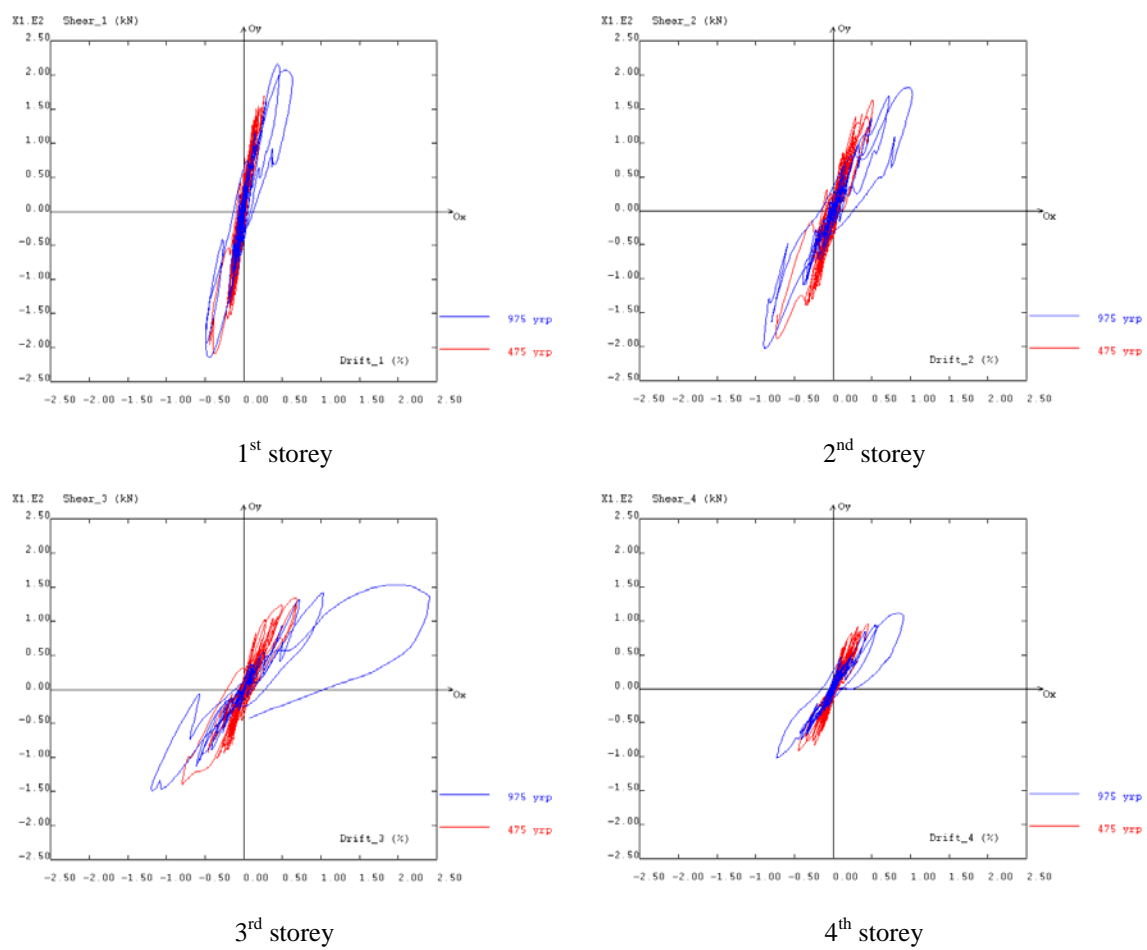 X1.E2 Shear_1 (kN)
Oy
2.50
2.00
1.50
1.00
0.50
0.00
Ox
-0.50
-1.00
-1.50
975 yrp
-2.00
475 yrp
Drift_1 (%)
-2.50
-2.50 -2.00 -1.50 -1.00 -0.50 0.00 0.50 1.00 1.50 2.00 2.50
1st storey
X1.E2 Shear_2 (kN)
Oy
2.50
2.00
1.50
1.00
0.50
0.00
Ox
-0.50
-1.00
-1.50
975 yrp
-2.00
475 yrp
Drift_2 (%)
-2.50
-2.50 -2.00 -1.50 -1.00 -0.50 0.00 0.50 1.00 1.50 2.00 2.50
2nd storey
X1.E2 Shear_3 (kN)
Oy
2.50
2.00
1.50
1.00
0.50
0.00
Ox
-0.50
-1.00
-1.50
975 yrp
-2.00
475 yrp
Drift_3 (%)
-2.50
-2.50 -2.00 -1.50 -1.00 -0.50 0.00 0.50 1.00 1.50 2.00 2.50
3rd storey
X1.E2 Shear_4 (kN)
Oy
2.50
2.00
1.50
1.00
0.50
0.00
Ox
-0.50
-1.00
-1.50
975 yrp
-2.00
475 yrp
Drift_4 (%)
-2.50
-2.50 -2.00 -1.50 -1.00 -0.50 0.00 0.50 1.00 1.50 2.00 2.50
4th storey